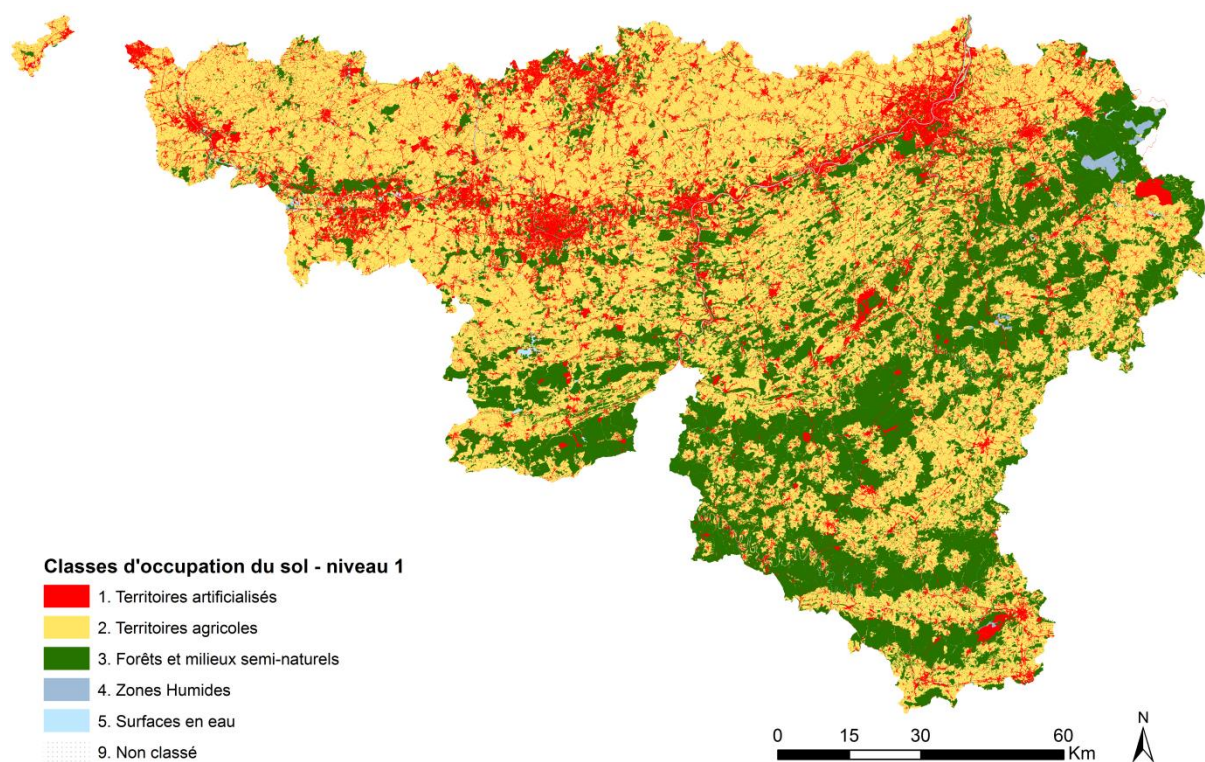 Classes d'occupation du sol - niveau 1
1. Territoires artificialisés
2. Territoires agricoles
3. Forêts et milieux semi-naturels
4. Zones Humides
5. Surfaces en eau
9. Non classé
0 15 30 60
Km
N